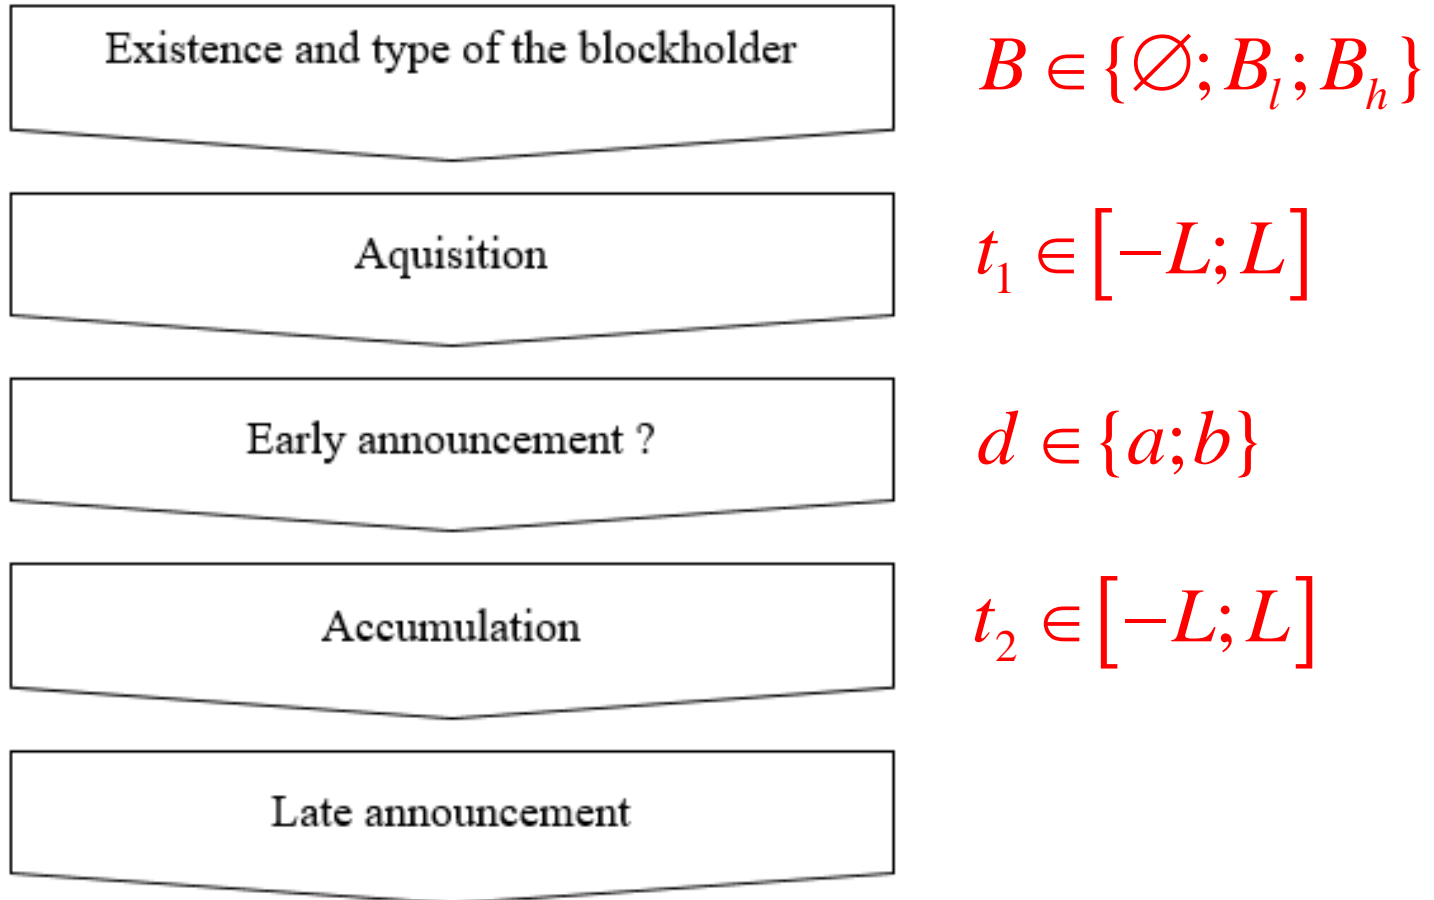 Existence and type of the blockholder B ∈ {∅; B_l; B_h}
Aquisition t_1 ∈ [−L; L]
Early announcement ? d ∈ {a; b}
Accumulation t_2 ∈ [−L; L]
Late announcement